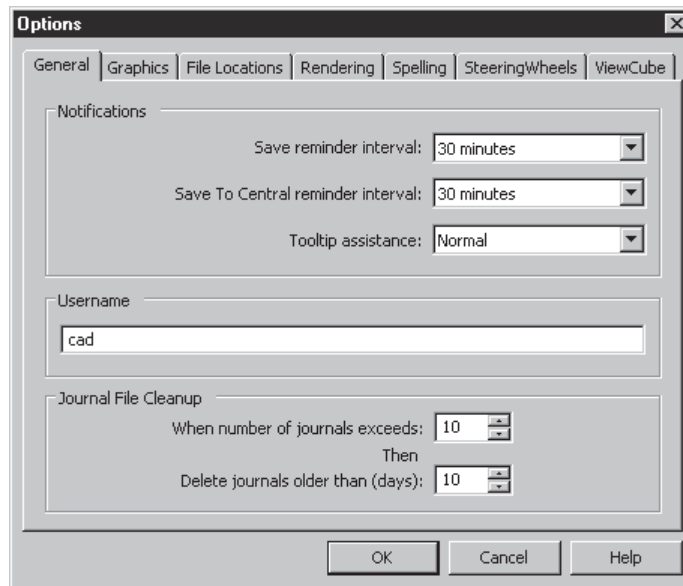 Options
General Graphics File Locations Rendering Spelling SteeringWheels ViewCube
Notifications
Save reminder interval: 30 minutes
Save To Central reminder interval: 30 minutes
Tooltip assistance: Normal
Username
cad
Journal File Cleanup
When number of journals exceeds: 10
Then
Delete journals older than (days): 10
OK Cancel Help